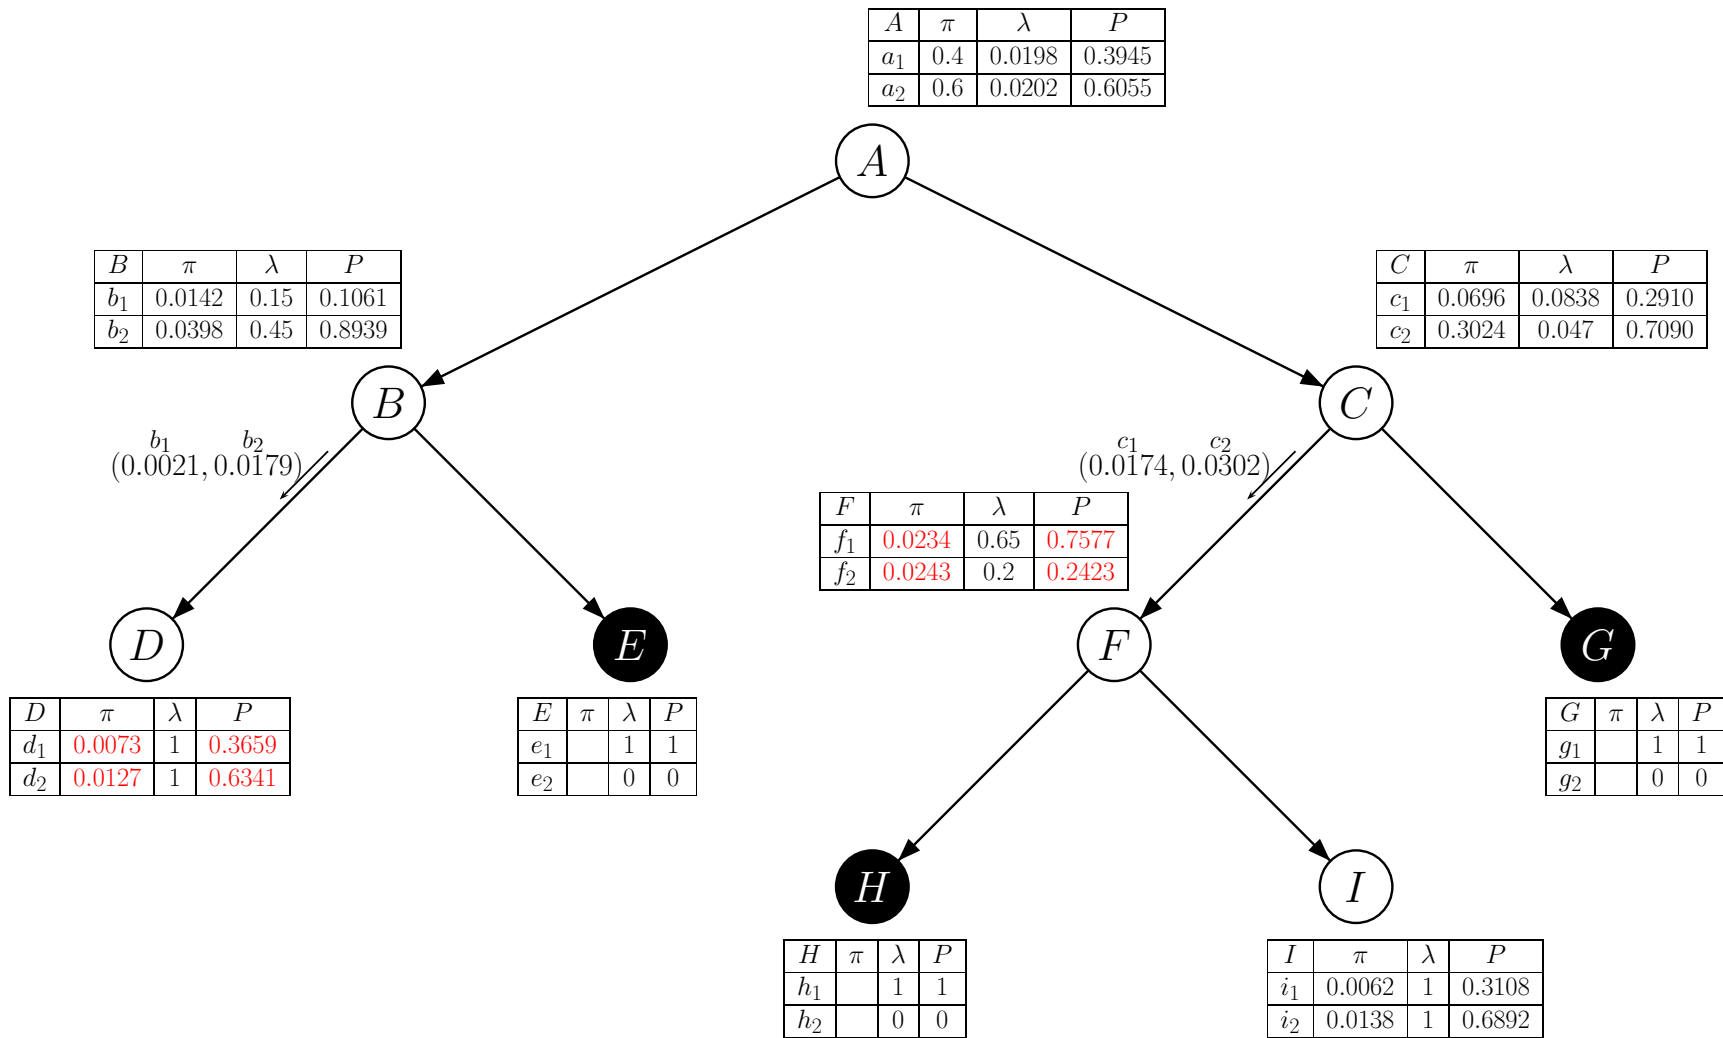 A π λ P
a₁ 0.4 0.0198 0.3945
a₂ 0.6 0.0202 0.6055
A
B π λ P
b₁ 0.0142 0.15 0.1061
b₂ 0.0398 0.45 0.8939
C π λ P
c₁ 0.0696 0.0838 0.2910
c₂ 0.3024 0.047 0.7090
B
C
b₁ b₂
(0.0021, 0.0179)
c₁ c₂
(0.0174, 0.0302)
F π λ P
f₁ 0.0234 0.65 0.7577
f₂ 0.0243 0.2 0.2423
D
E
F
G
D π λ P
d₁ 0.0073 1 0.3659
d₂ 0.0127 1 0.6341
E π λ P
e₁ 1 1
e₂ 0 0
G π λ P
g₁ 1 1
g₂ 0 0
H
I
H π λ P
h₁ 1 1
h₂ 0 0
I π λ P
i₁ 0.0062 1 0.3108
i₂ 0.0138 1 0.6892